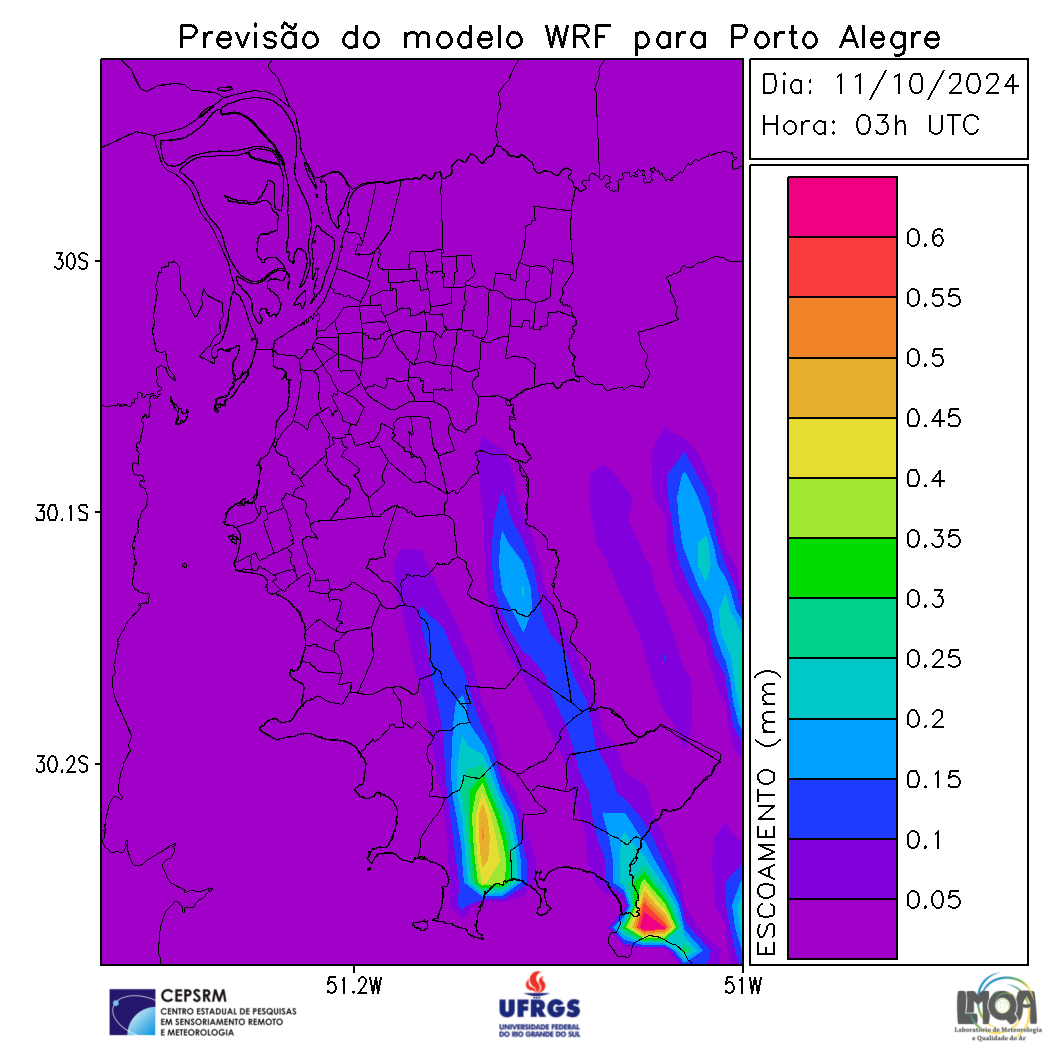 Previsão do modelo WRF para Porto Alegre
Dia: 11/10/2024
Hora: 03h UTC
30S
30.1S
30.2S
51.2W
51W
ESCOAMENTO (mm)
0.6
0.55
0.5
0.45
0.4
0.35
0.3
0.25
0.2
0.15
0.1
0.05
CEPSRM
CENTRO ESTADUAL DE PESQUISAS
EM SENSORIAMENTO REMOTO
E METEOROLOGIA
UFRGS
UNIVERSIDADE FEDERAL
DO RIO GRANDE DO SUL
LMQA
Laboratório de Meteorologia
e Qualidade do Ar